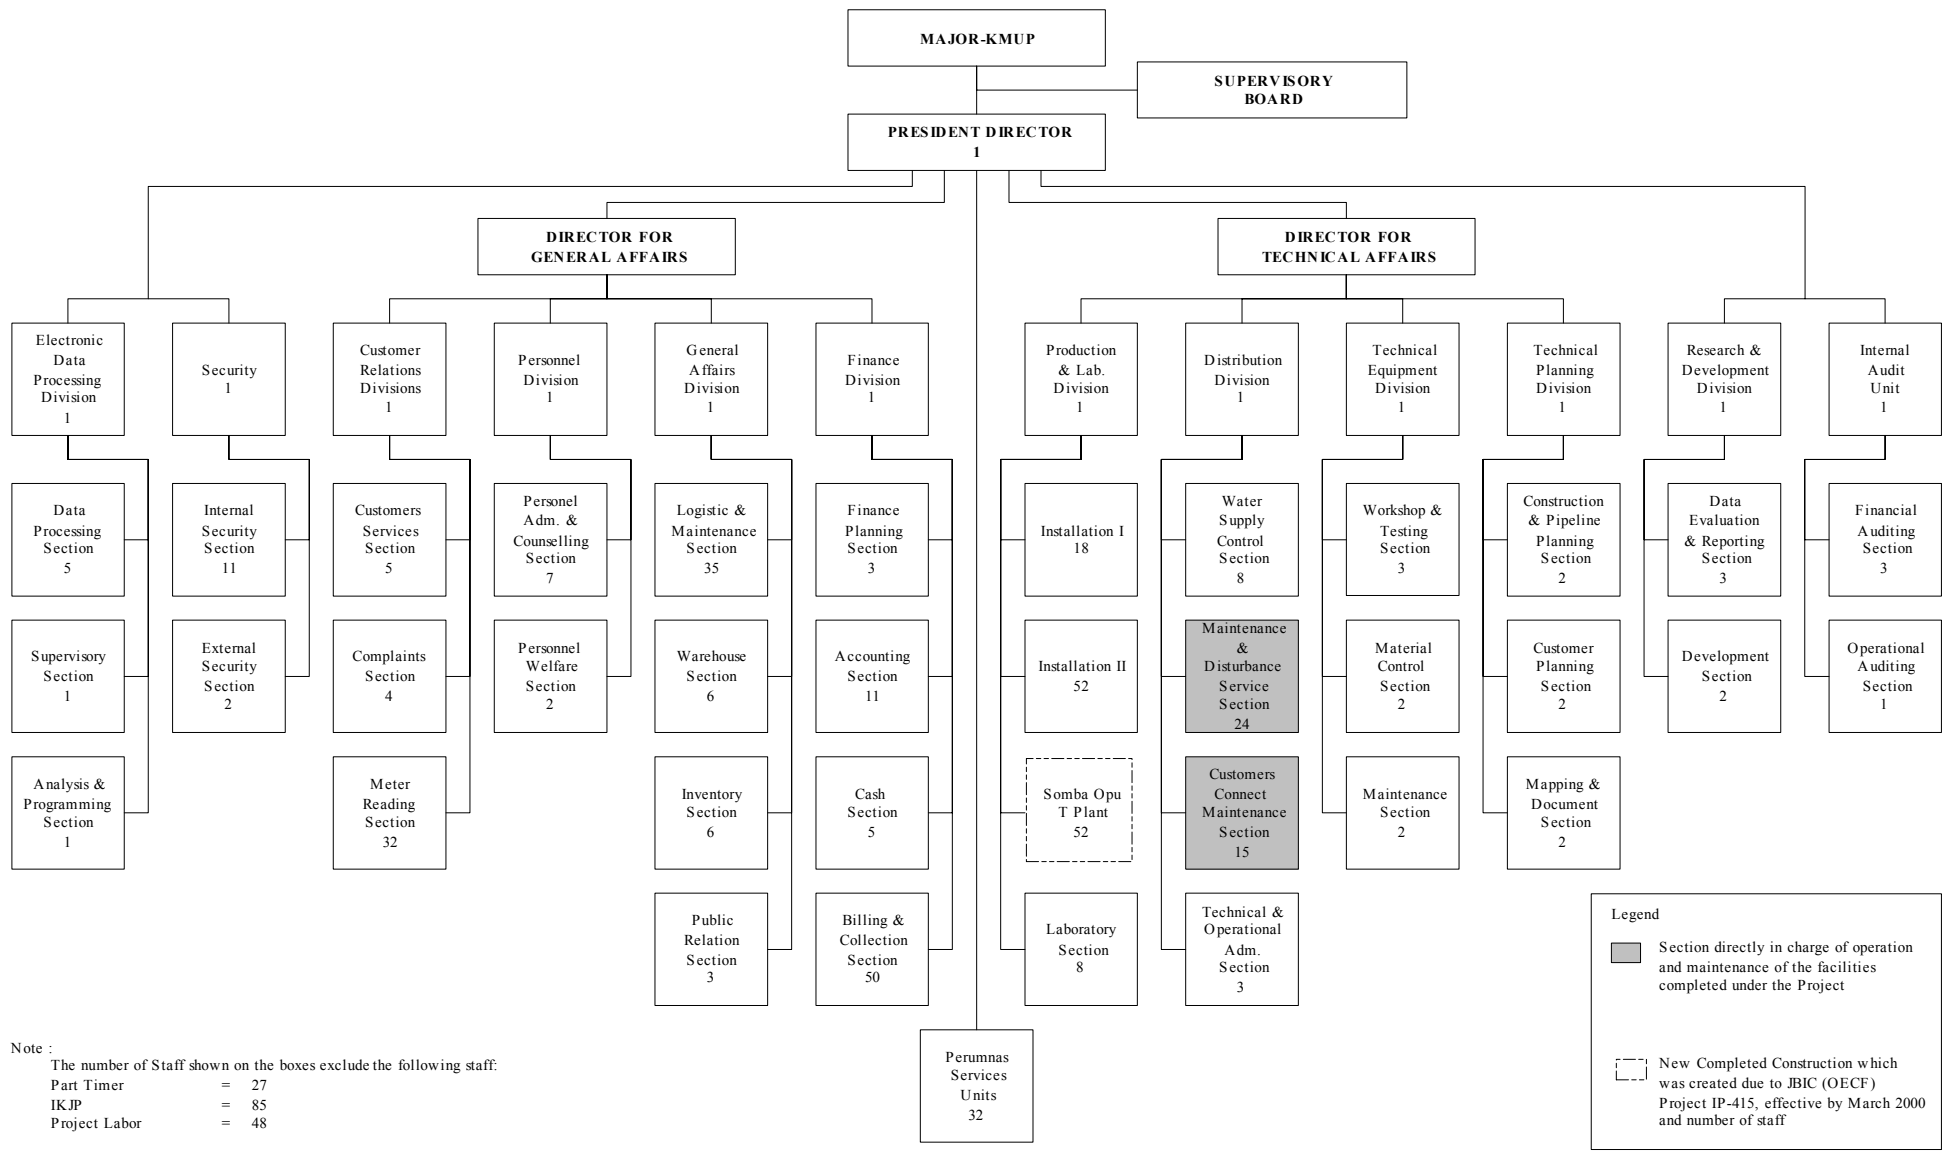 MAJOR-KMUP
SUPERVISORY
BOARD
PRESIDENT DIRECTOR
1
DIRECTOR FOR
GENERAL AFFAIRS
DIRECTOR FOR
TECHNICAL AFFAIRS
Electronic
Data
Processing
Division
1
Security
1
Customer
Relations
Divisions
1
Personnel
Division
1
General
Affairs
Division
1
Finance
Division
1
Production
& Lab.
Division
1
Distribution
Division
1
Technical
Equipment
Division
1
Technical
Planning
Division
1
Research &
Development
Division
1
Internal
Audit
Unit
1
Data
Processing
Section
5
Internal
Security
Section
11
Customers
Services
Section
5
Personel
Adm. &
Counselling
Section
7
Logistic &
Maintenance
Section
35
Finance
Planning
Section
3
Installation I
18
Water
Supply
Control
Section
8
Workshop &
Testing
Section
3
Construction
& Pipeline
Planning
Section
2
Data
Evaluation
& Reporting
Section
3
Financial
Auditing
Section
3
Supervisory
Section
1
External
Security
Section
2
Complaints
Section
4
Personnel
Welfare
Section
2
Warehouse
Section
6
Accounting
Section
11
Installation II
52
Maintenance
&
Disturbance
Service
Section
24
Material
Control
Section
2
Customer
Planning
Section
2
Development
Section
2
Operational
Auditing
Section
1
Analysis &
Programming
Section
1
Meter
Reading
Section
32
Inventory
Section
6
Cash
Section
5
Somba Opu
T Plant
52
Customers
Connect
Maintenance
Section
15
Maintenance
Section
2
Mapping &
Document
Section
2
Public
Relation
Section
3
Billing &
Collection
Section
50
Laboratory
Section
8
Technical &
Operational
Adm.
Section
3
Perumnas
Services
Units
32
Legend
Section directly in charge of operation
and maintenance of the facilities
completed under the Project
New Completed Construction which
was created due to JBIC (OECF)
Project IP-415, effective by March 2000
and number of staff
Note :
The number of Staff shown on the boxes exclude the following staff:
Part Timer = 27
IKJP = 85
Project Labor = 48